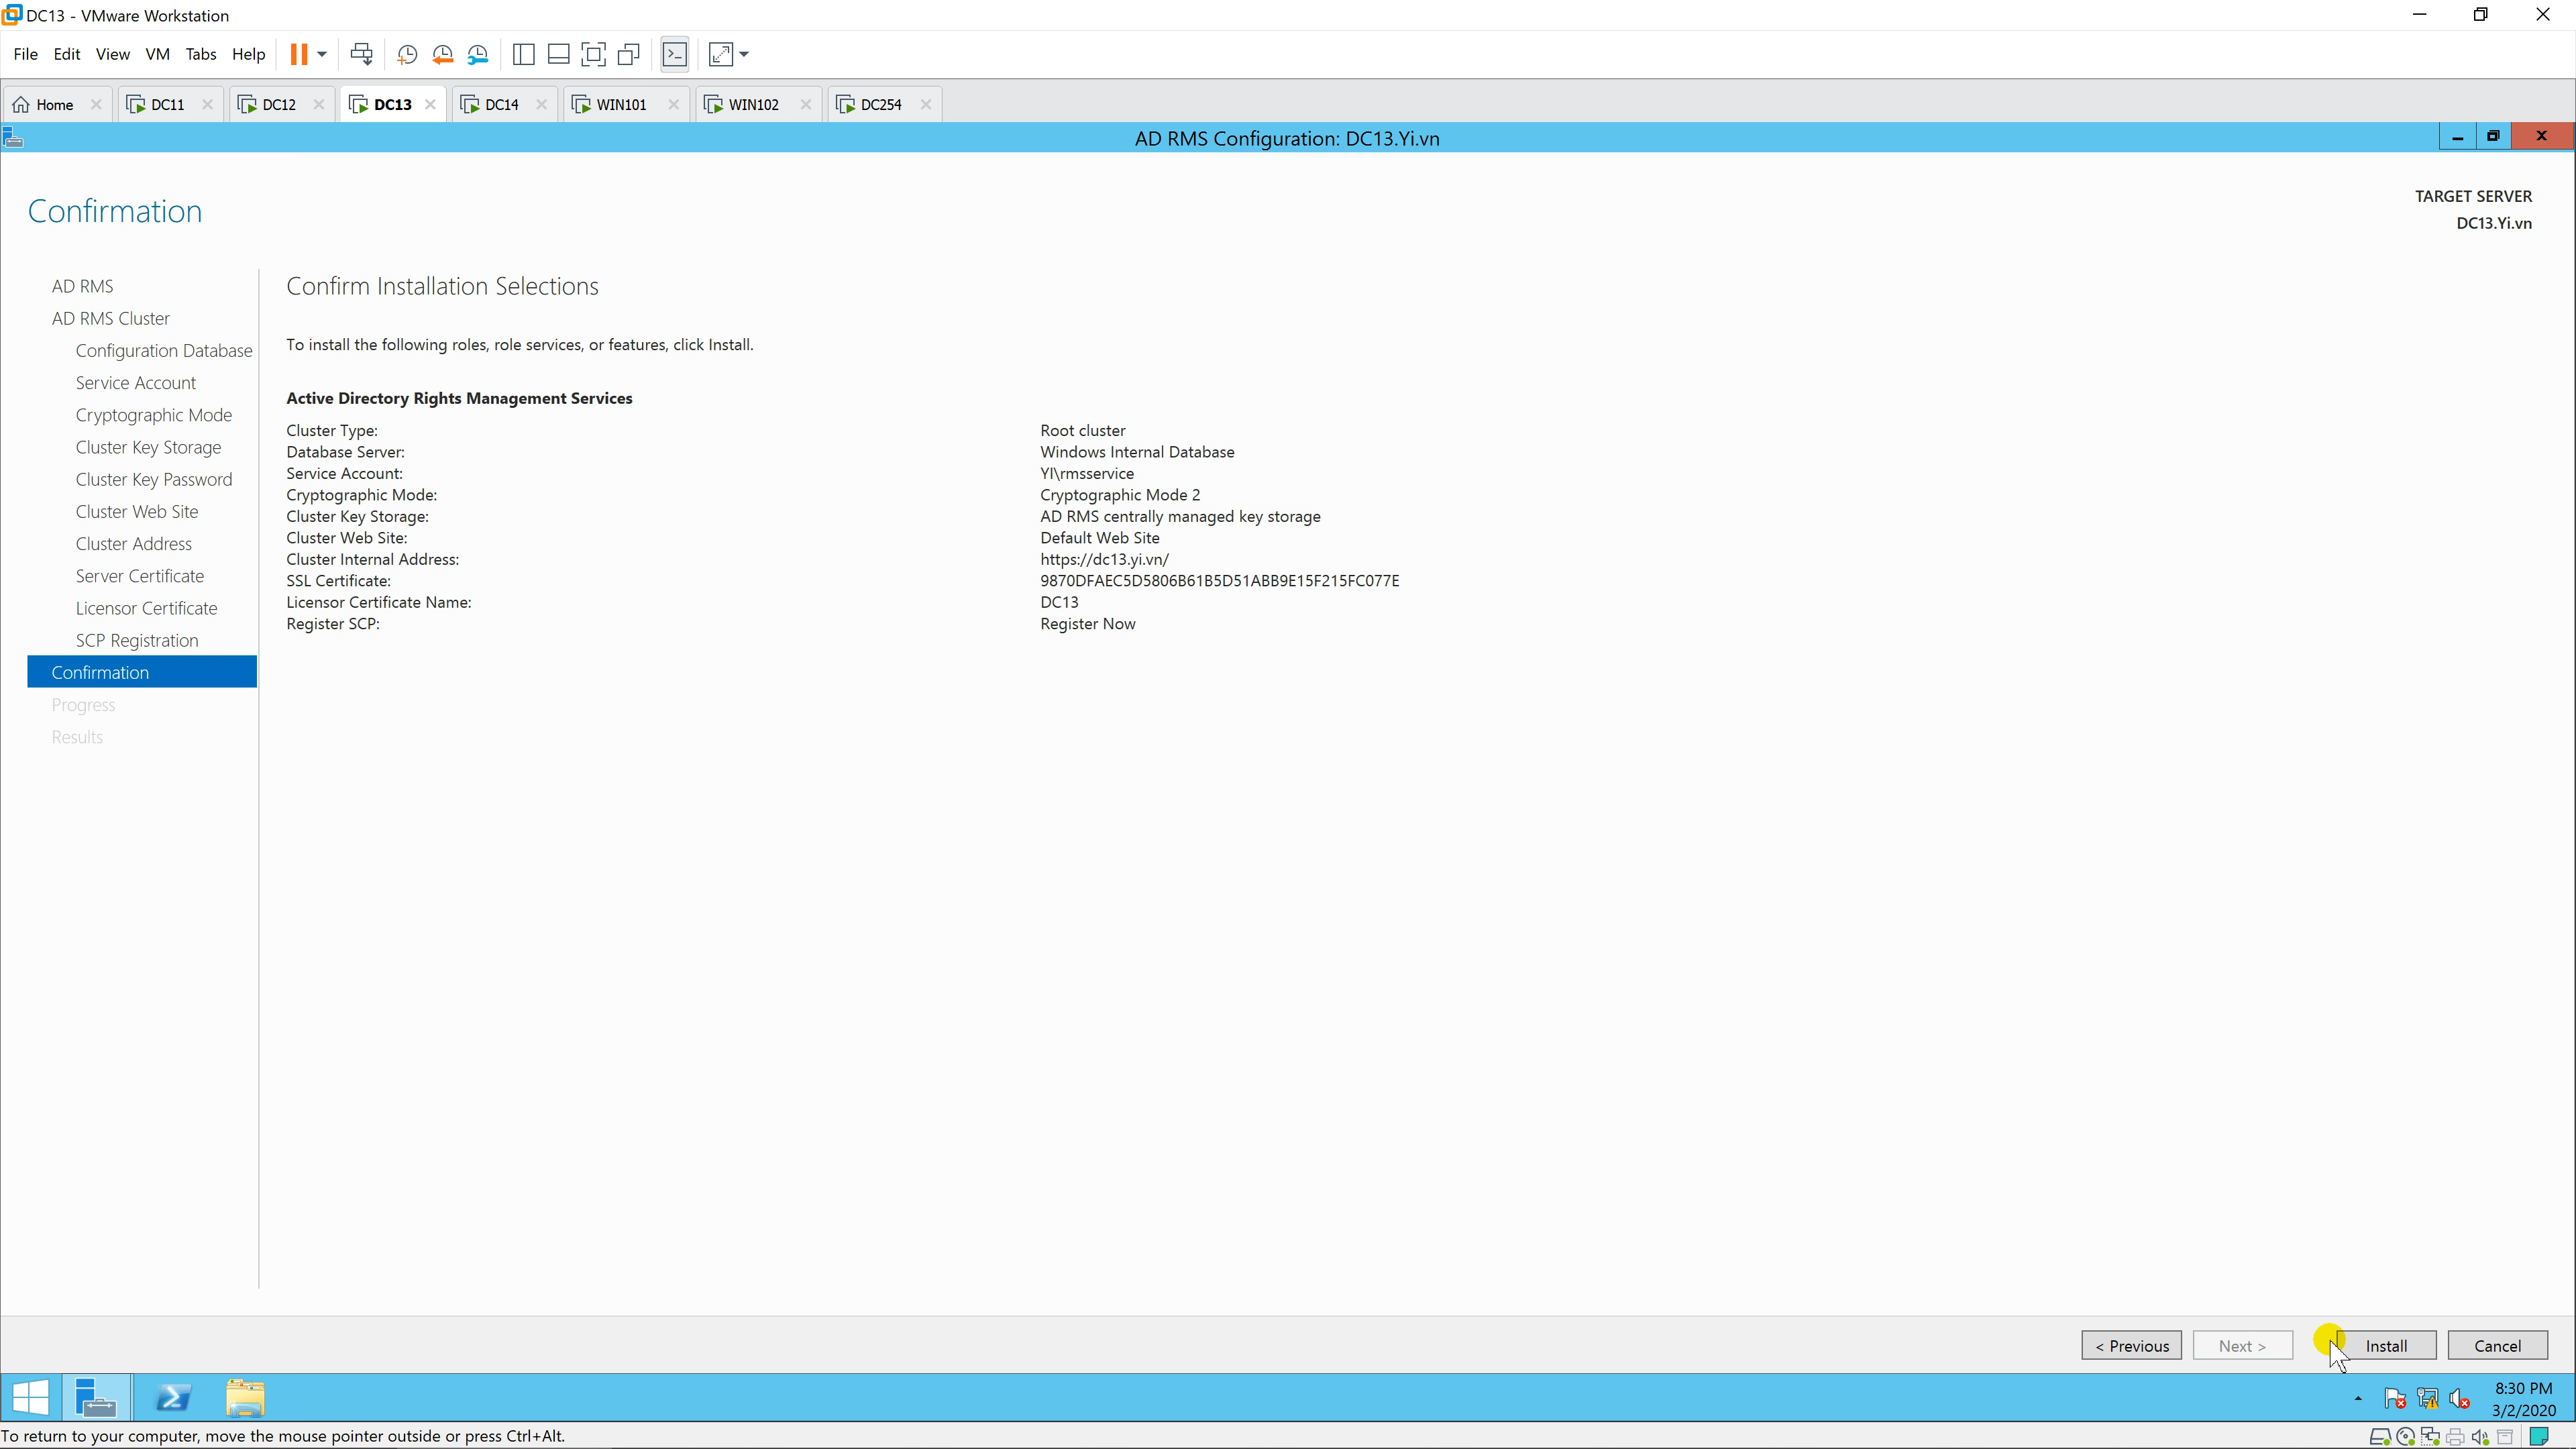 DC13 - VMware Workstation
File Edit View VM Tabs Help
Home DC11 DC12 DC13 DC14 WIN101 WIN102 DC254
AD RMS Configuration: DC13.Yi.vn
Confirmation
TARGET SERVER
DC13.Yi.vn
AD RMS
AD RMS Cluster
Configuration Database
Service Account
Cryptographic Mode
Cluster Key Storage
Cluster Key Password
Cluster Web Site
Cluster Address
Server Certificate
Licensor Certificate
SCP Registration
Confirmation
Progress
Results
Confirm Installation Selections
To install the following roles, role services, or features, click Install.
Active Directory Rights Management Services
Cluster Type: Root cluster
Database Server: Windows Internal Database
Service Account: YI\rmsservice
Cryptographic Mode: Cryptographic Mode 2
Cluster Key Storage: AD RMS centrally managed key storage
Cluster Web Site: Default Web Site
Cluster Internal Address: https://dc13.yi.vn/
SSL Certificate: 9870DFAEC5D5806B61B5D51ABB9E15F215FC077E
Licensor Certificate Name: DC13
Register SCP: Register Now
< Previous Next > Install Cancel
8:30 PM
3/2/2020
To return to your computer, move the mouse pointer outside or press Ctrl+Alt.